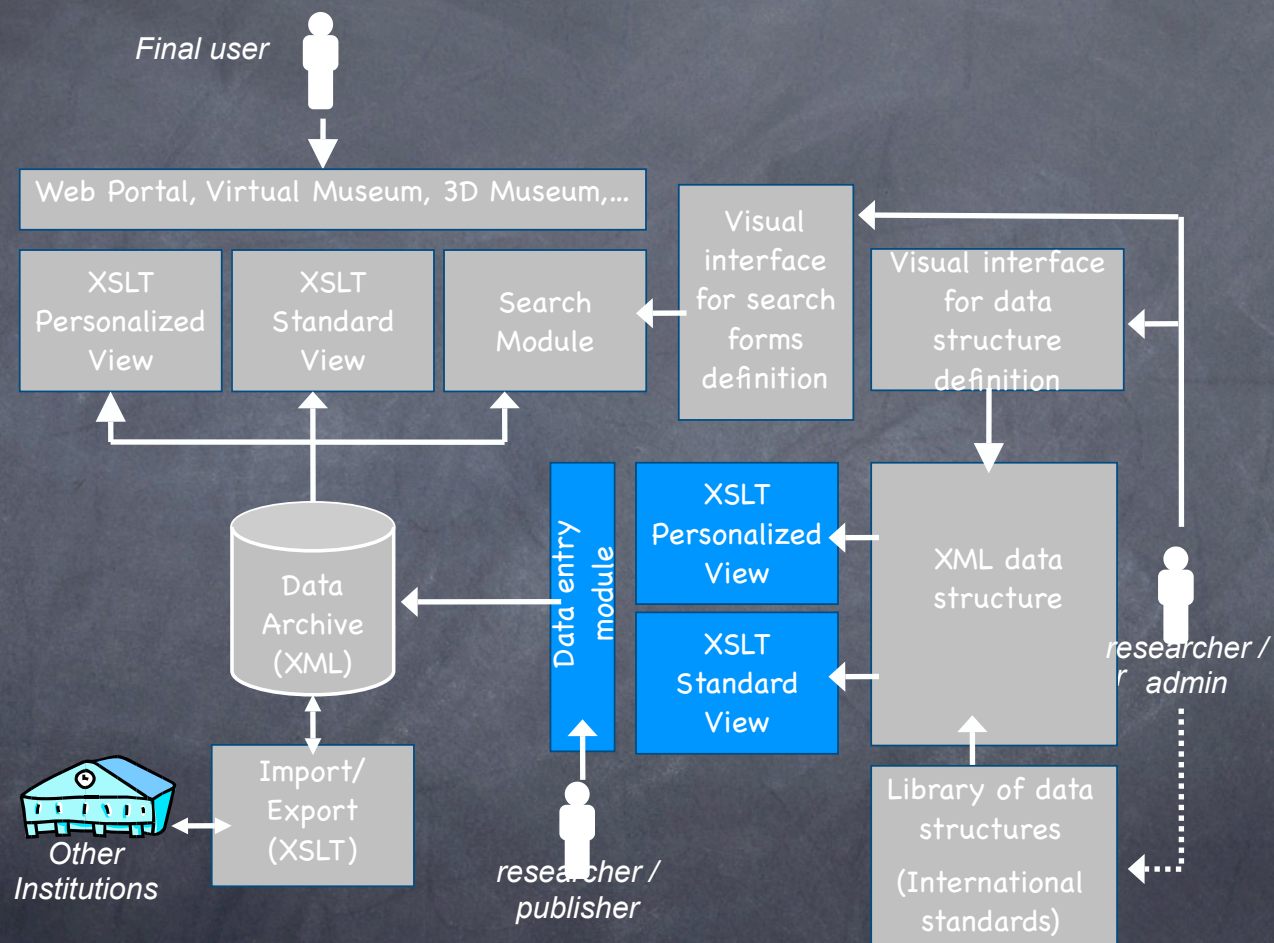 Final user
Web Portal, Virtual Museum, 3D Museum,...
XSLT
Personalized
View
XSLT
Standard
View
Search
Module
Visual
interface
for search
forms
definition
Visual interface
for data
structure
definition
Data
Archive
(XML)
Data entry
module
XSLT
Personalized
View
XSLT
Standard
View
XML data
structure
researcher /
r admin
Import/
Export
(XSLT)
Other
Institutions
researcher /
publisher
Library of data
structures
(International
standards)